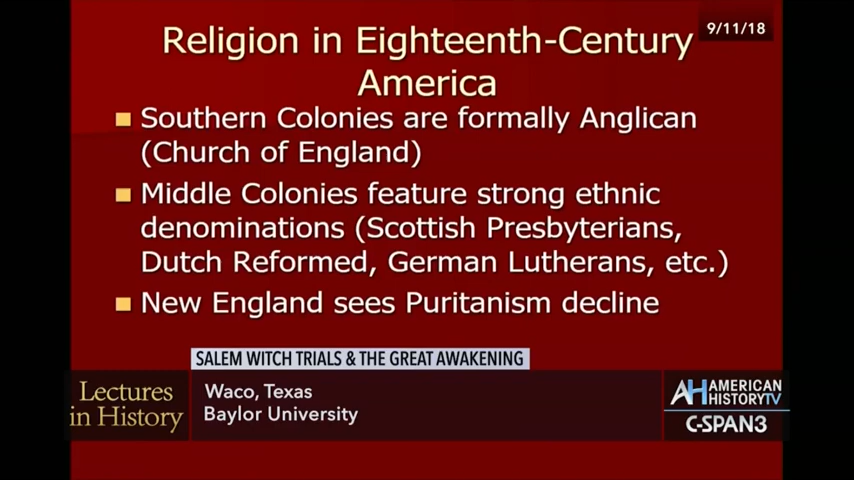 Religion in Eighteenth-Century
America
9/11/18
Southern Colonies are formally Anglican
(Church of England)
Middle Colonies feature strong ethnic
denominations (Scottish Presbyterians,
Dutch Reformed, German Lutherans, etc.)
New England sees Puritanism decline
SALEM WITCH TRIALS & THE GREAT AWAKENING
Lectures
in History
Waco, Texas
Baylor University
AH AMERICAN
HISTORY TV
C-SPAN3